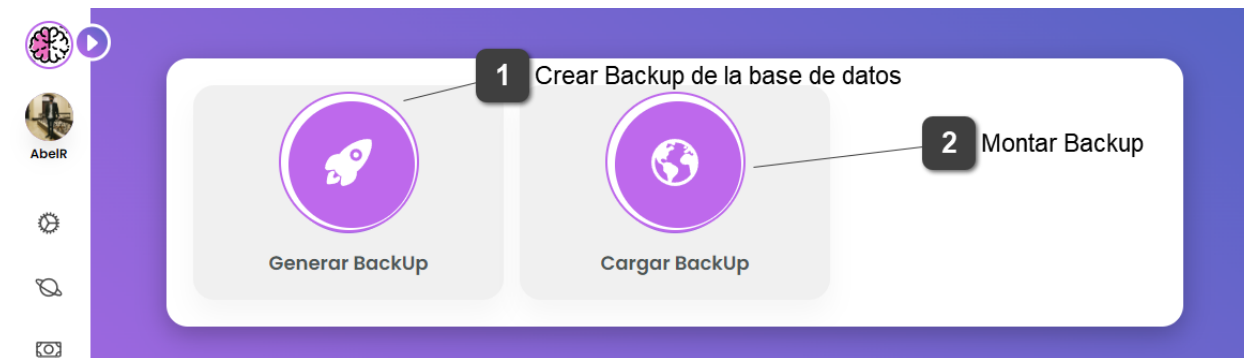 1 Crear Backup de la base de datos
2 Montar Backup
AbelR
Generar BackUp
Cargar BackUp